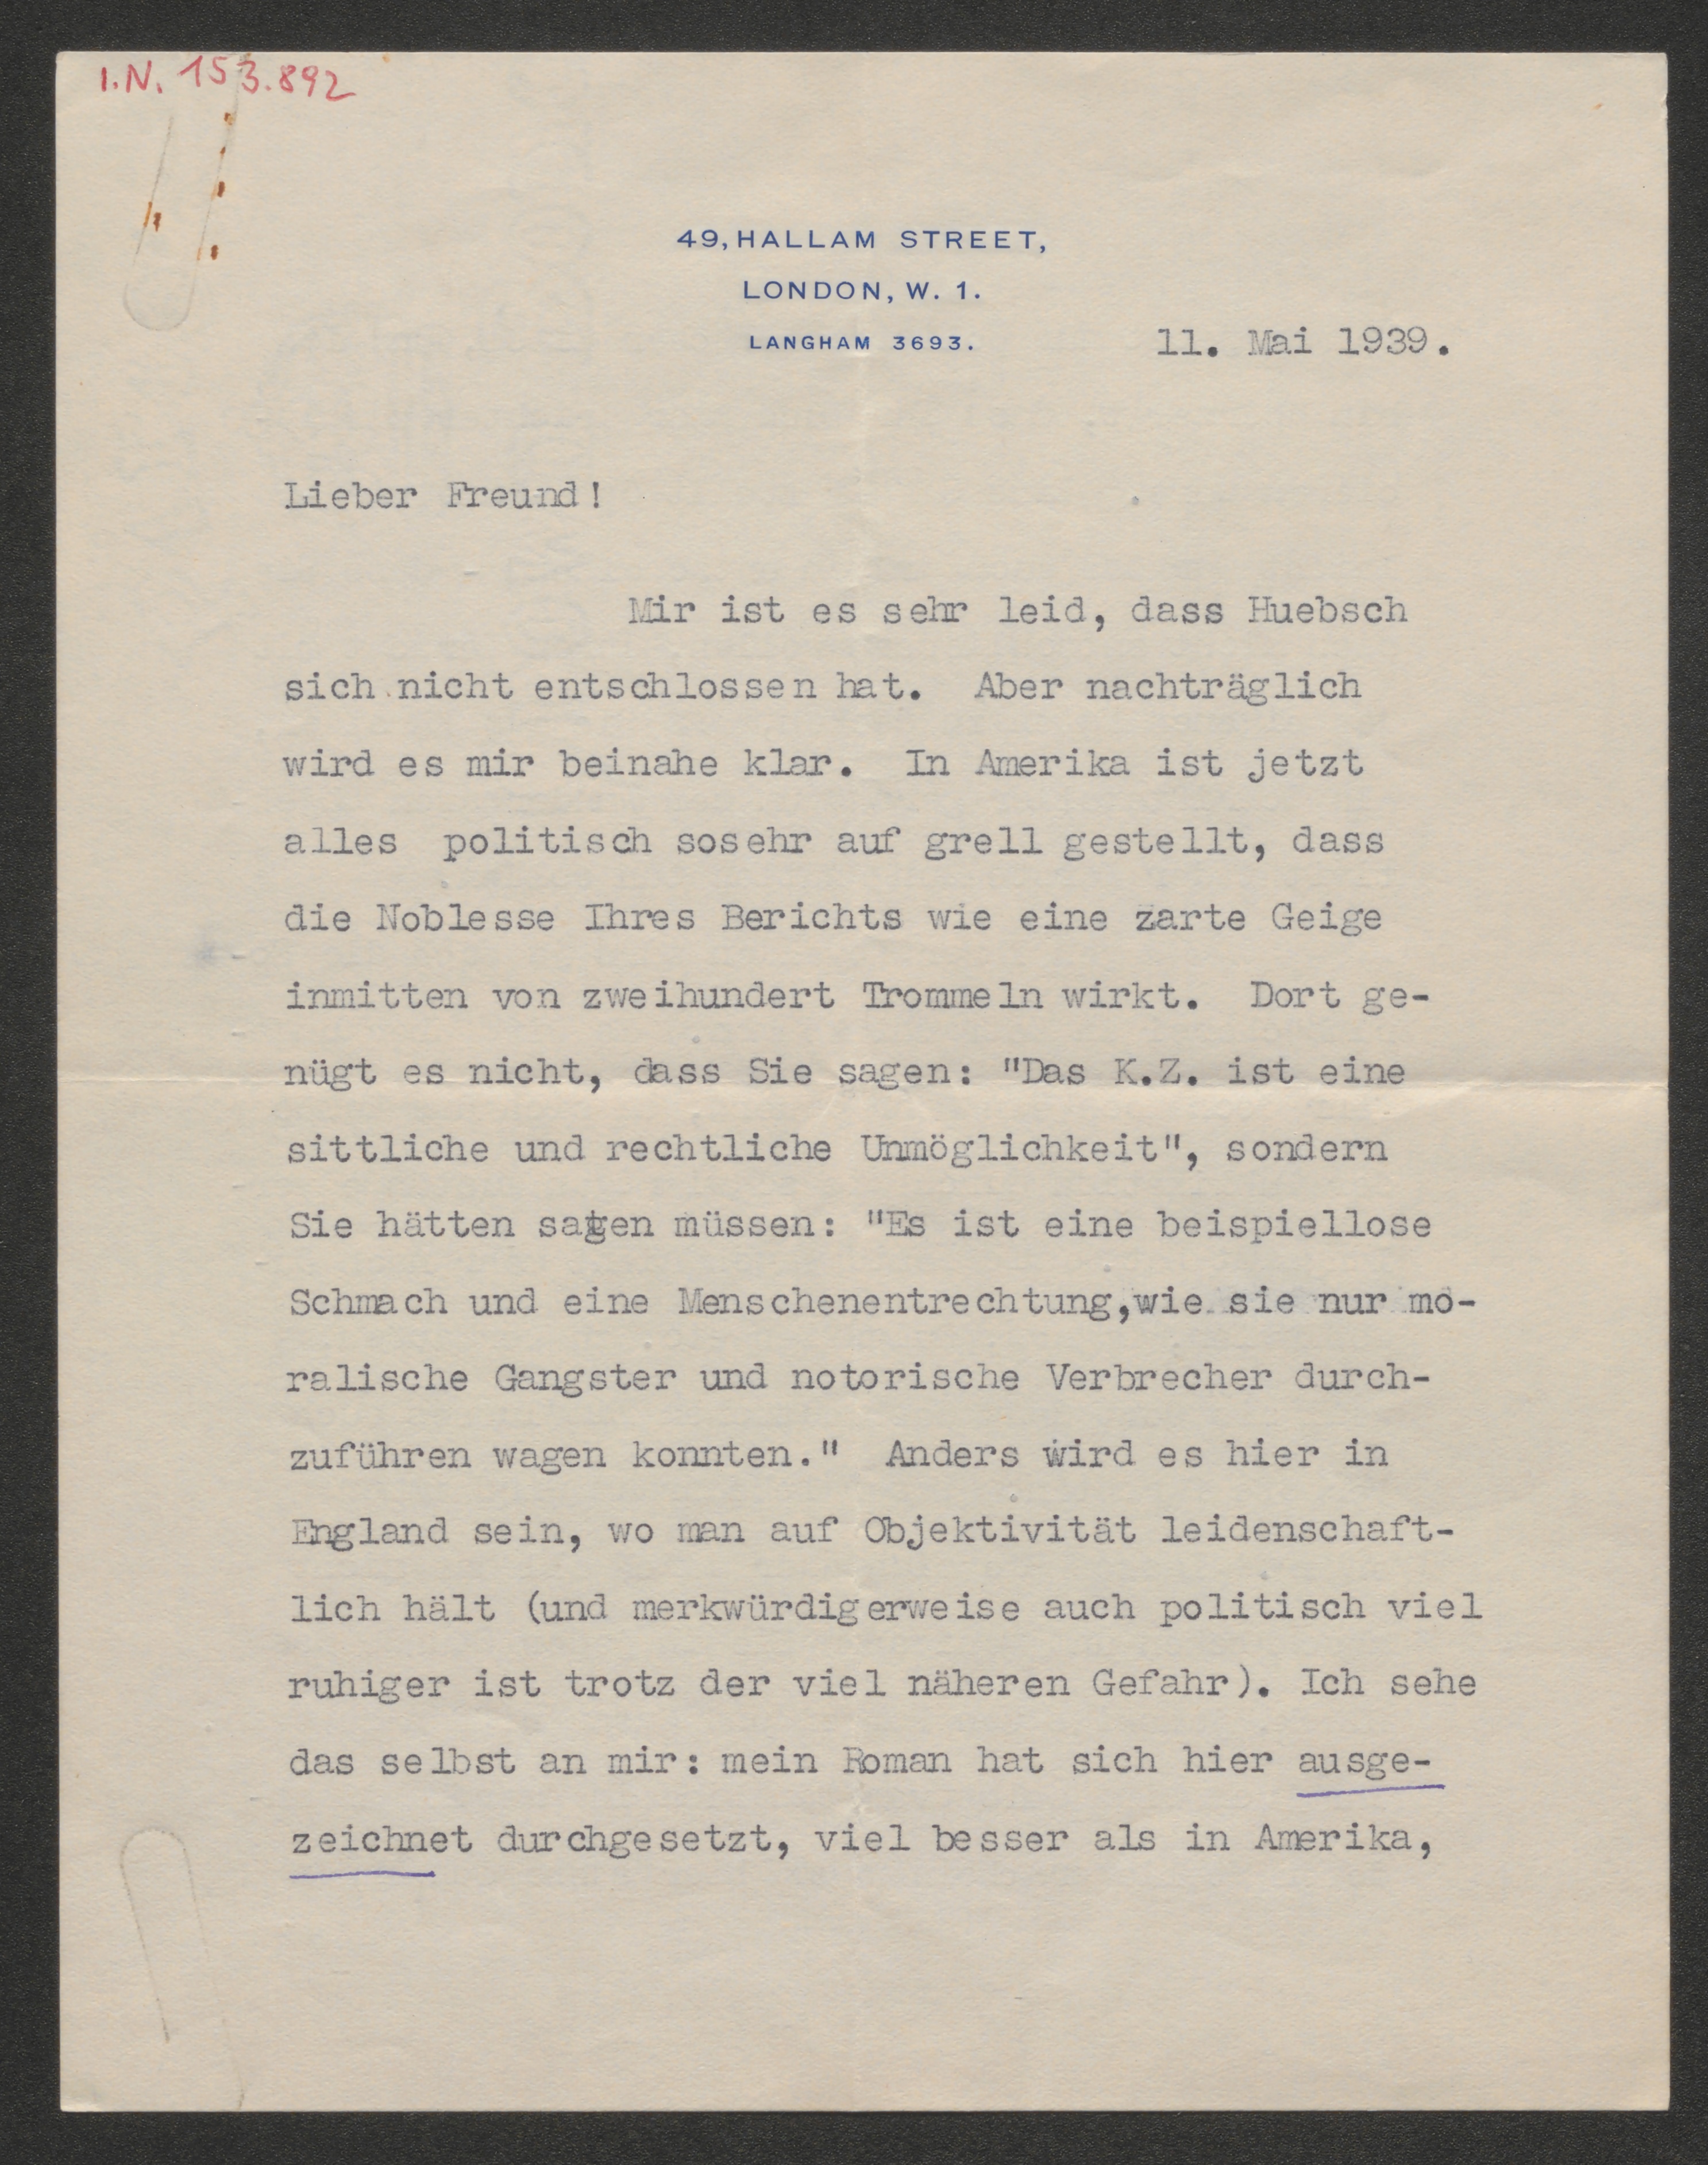 I.N. 153.892
49, HALLAM STREET,
LONDON, W. 1.
LANGHAM 3693.
11. Mai 1939.
Lieber Freund!
Mir ist es sehr leid, dass Huebsch
sich nicht entschlossen hat. Aber nachträglich
wird es mir beinahe klar. In Amerika ist jetzt
alles politisch sosehr auf grell gestellt, dass
die Noblesse Ihres Berichts wie eine zarte Geige
inmitten von zweihundert Trommeln wirkt. Dort ge-
nügt es nicht, dass Sie sagen: "Das K.Z. ist eine
sittliche und rechtliche Unmöglichkeit", sondern
Sie hätten sagen müssen: "Es ist eine beispiellose
Schmach und eine Menschenentrechtung,wie sie nur mo-
ralische Gangster und notorische Verbrecher durch-
zuführen wagen konnten." Anders wird es hier in
England sein, wo man auf Objektivität leidenschaft-
lich hält (und merkwürdigerweise auch politisch viel
ruhiger ist trotz der viel näheren Gefahr). Ich sehe
das selbst an mir: mein Roman hat sich hier ausge-
zeichnet durchgesetzt, viel besser als in Amerika,